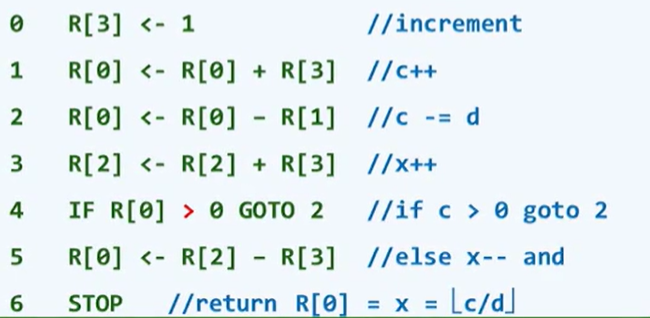 0 R[3] <- 1 //increment
1 R[0] <- R[0] + R[3] //c++
2 R[0] <- R[0] - R[1] //c -= d
3 R[2] <- R[2] + R[3] //x++
4 IF R[0] > 0 GOTO 2 //if c > 0 goto 2
5 R[0] <- R[2] - R[3] //else x-- and
6 STOP //return R[0] = x = ⌊c/d⌋